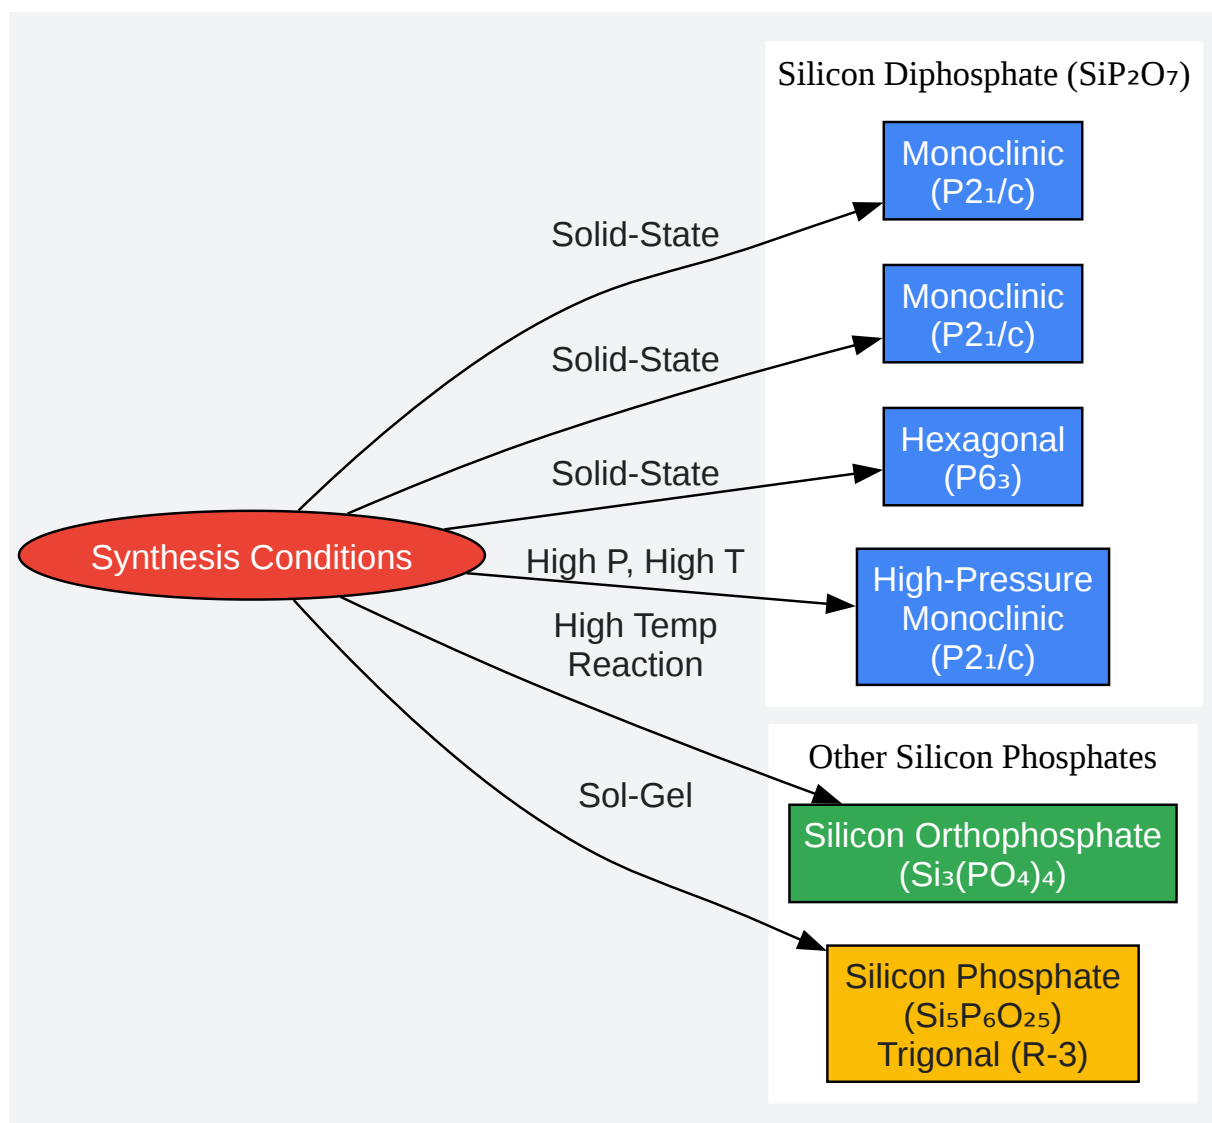 Silicon Diphosphate (SiP₂O₇)
Monoclinic
(P2₁/c)
Solid-State
Monoclinic
(P2₁/c)
Solid-State
Hexagonal
(P6₃)
Solid-State
Synthesis Conditions
High P, High T
High-Pressure
Monoclinic
(P2₁/c)
High Temp
Reaction
Other Silicon Phosphates
Sol-Gel
Silicon Orthophosphate
(Si₃(PO₄)₄)
Silicon Phosphate
(Si₅P₆O₂₅)
Trigonal (R-3)